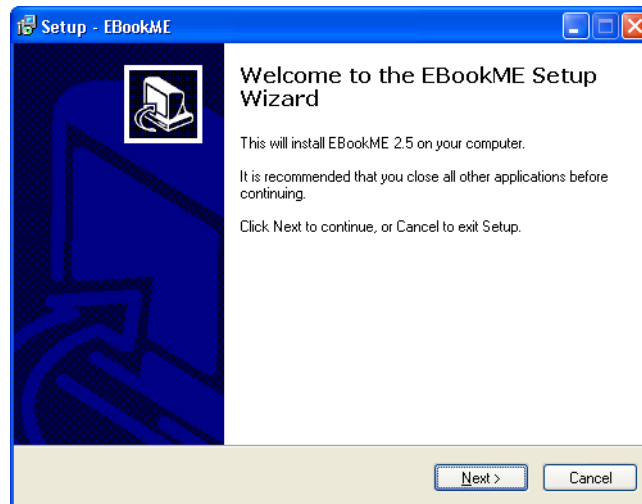 Setup - EBookME
Welcome to the EBookME Setup
Wizard
This will install EBookME 2.5 on your computer.
It is recommended that you close all other applications before
continuing.
Click Next to continue, or Cancel to exit Setup.
Next >
Cancel